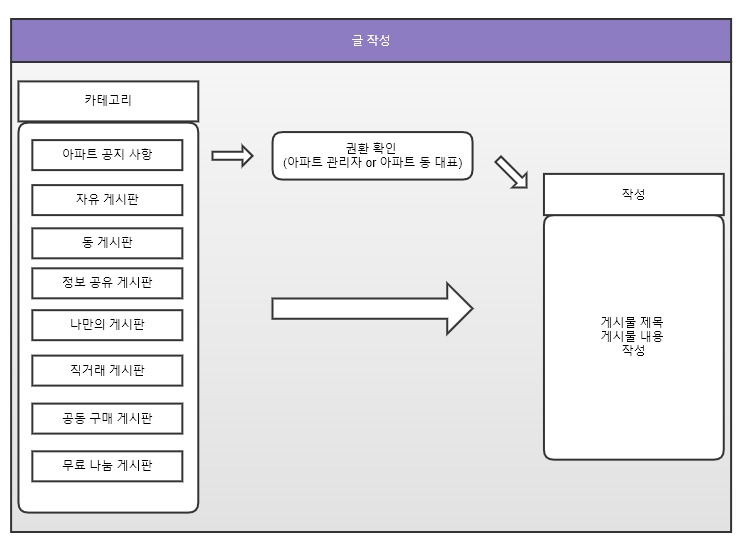 글 작성
카테고리
아파트 공지 사항
자유 게시판
동 게시판
정보 공유 게시판
나만의 게시판
직거래 게시판
공동 구매 게시판
무료 나눔 게시판
권환 확인
(아파트 관리자 or 아파트 동 대표)
작성
게시물 제목
게시물 내용
작성